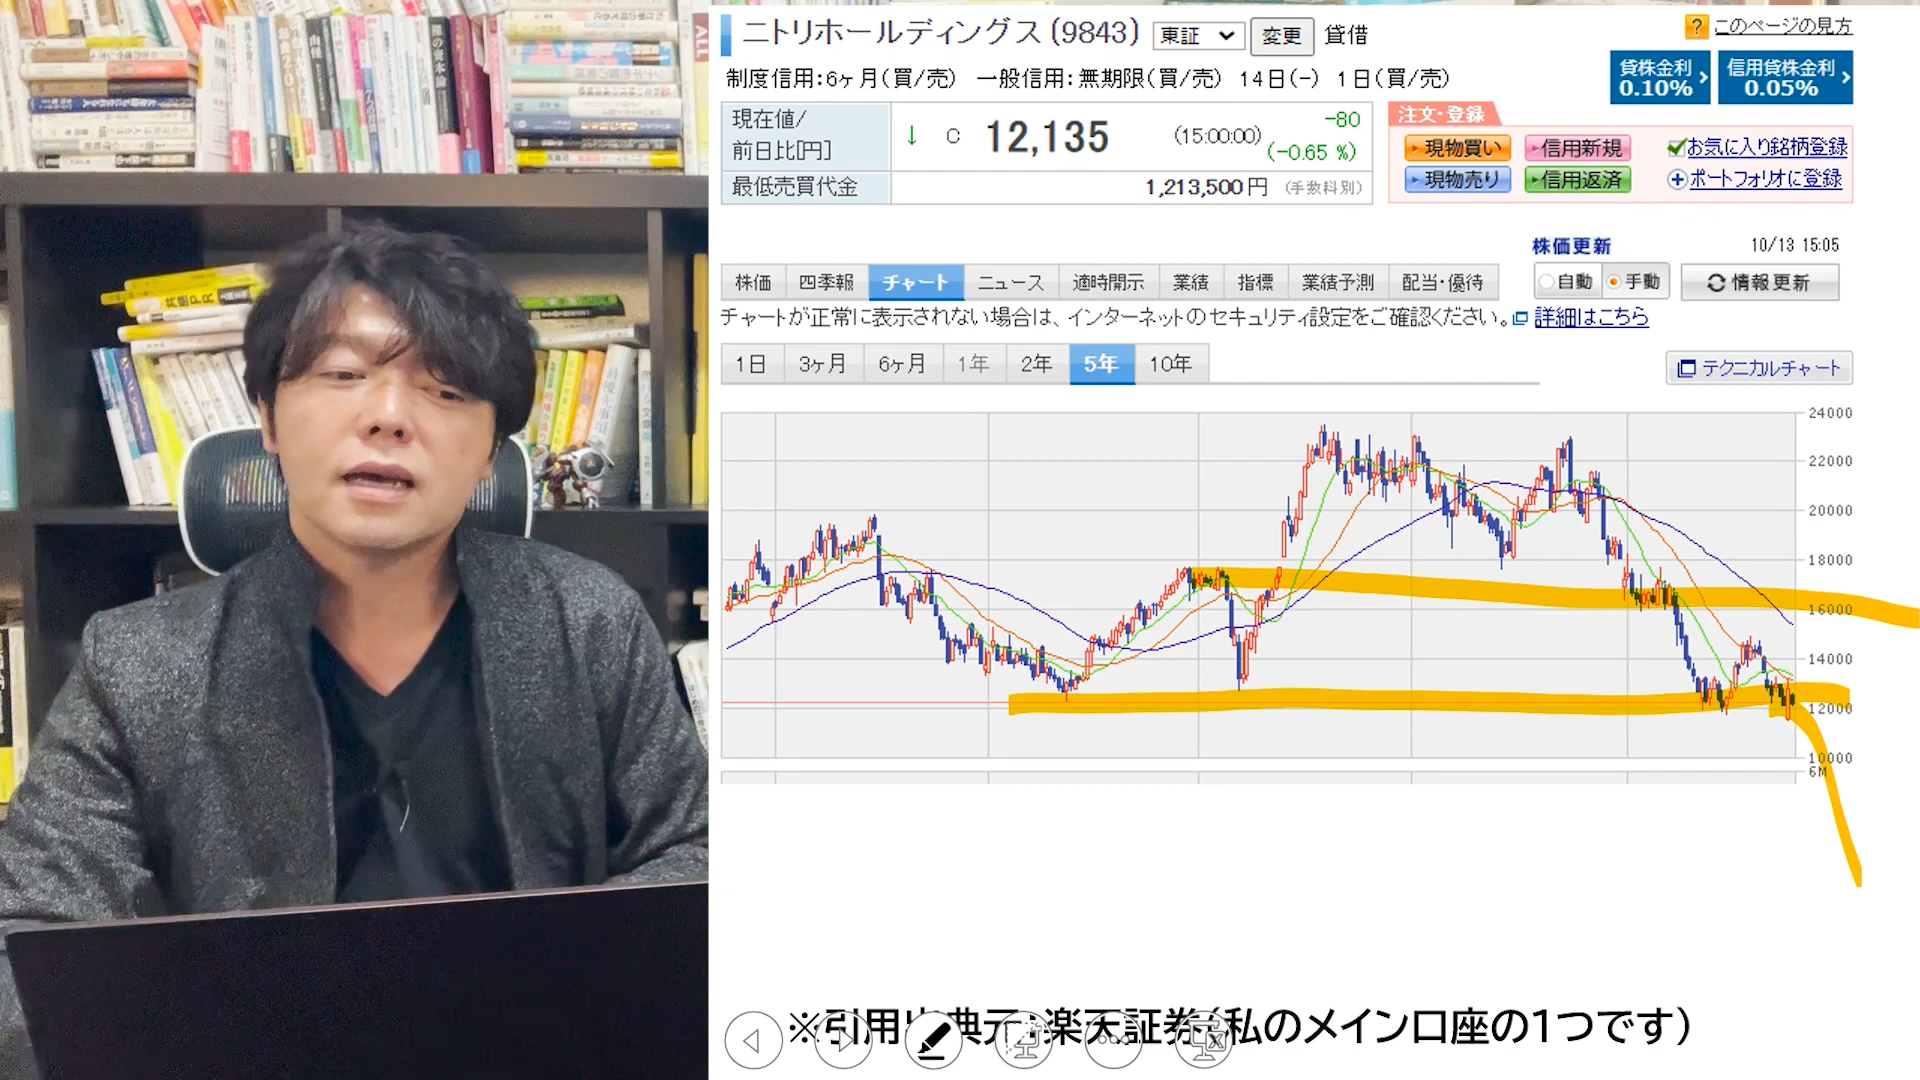 ニトリホールディングス (9843) 東証 変更 貸借
? このページの見方
制度信用:6ヶ月(買/売) 一般信用:無期限(買/売) 14日(-) 1日(買/売)
貸株金利 0.10%
信用貸株金利 0.05%
現在値/
前日比[円]
↓ C 12,135 (15:00:00) -80
(-0.65 %)
最低売買代金 1,213,500 円 (手数料別)
注文・登録
現物買い 信用新規 お気に入り銘柄登録
現物売り 信用返済 ポートフォリオに登録
株価更新 10/13 15:05
自動 手動 情報更新
株価 四季報 チャート ニュース 適時開示 業績 指標 業績予測 配当・優待
チャートが正常に表示されない場合は、インターネットのセキュリティ設定をご確認ください。 詳細はこちら
1日 3ヶ月 6ヶ月 1年 2年 5年 10年
テクニカルチャート
24000
22000
20000
18000
16000
14000
12000
10000
6M
※引用出典元:楽天証券(私のメイン口座の1つです)